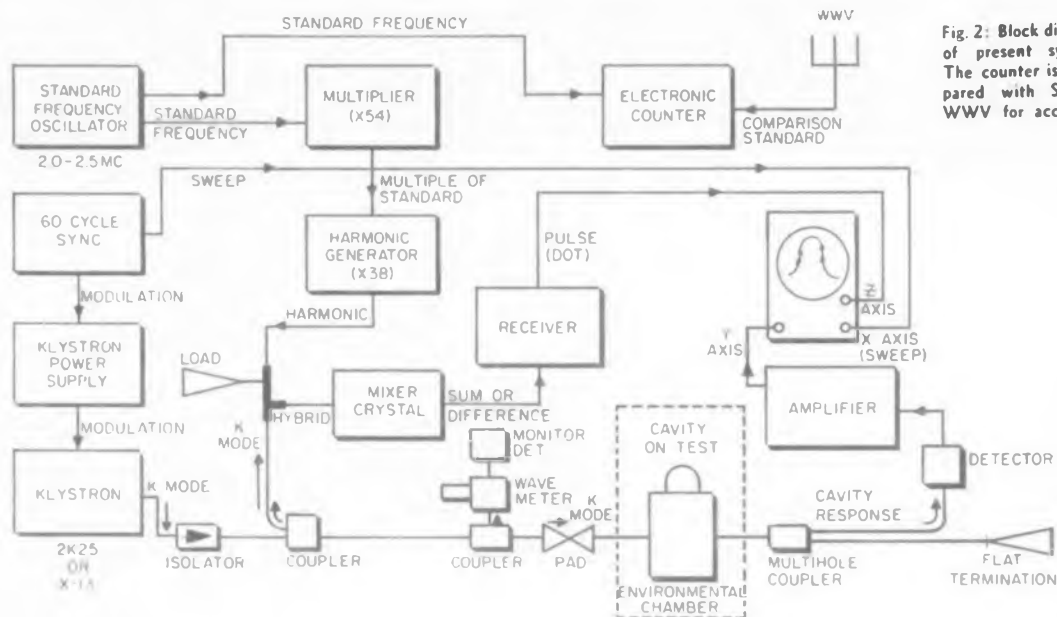 STANDARD FREQUENCY
WWV
Fig. 2: Block di
of present sy
The counter is
pared with S
WWV for acc
STANDARD
FREQUENCY
OSCILLATOR
2.0-2.5MC
STANDARD
FREQUENCY
MULTIPLIER
(X54)
ELECTRONIC
COUNTER
COMPARISON
STANDARD
SWEEP
MULTIPLE OF
STANDARD
60 CYCLE
SYNC
HARMONIC
GENERATOR
(X38)
PULSE
(DOT)
MODULATION
HARMONIC
RECEIVER
Z
AXIS
X AXIS
(SWEEP)
Y
AXIS
KLYSTRON
POWER
SUPPLY
LOAD
HYBRID
MIXER
CRYSTAL
SUM OR
DIFFERENCE
AMPLIFIER
MODULATION
K
MODE
MONITOR
DET
CAVITY
ON TEST
DETECTOR
KLYSTRON
K MODE
WAVE
METER
K
MODE
CAVITY
RESPONSE
2K25
OR
X-13
ISOLATOR
COUPLER
COUPLER
PAD
ENVIRONMENTAL
CHAMBER
MULTIHOLE
COUPLER
FLAT
TERMINATION